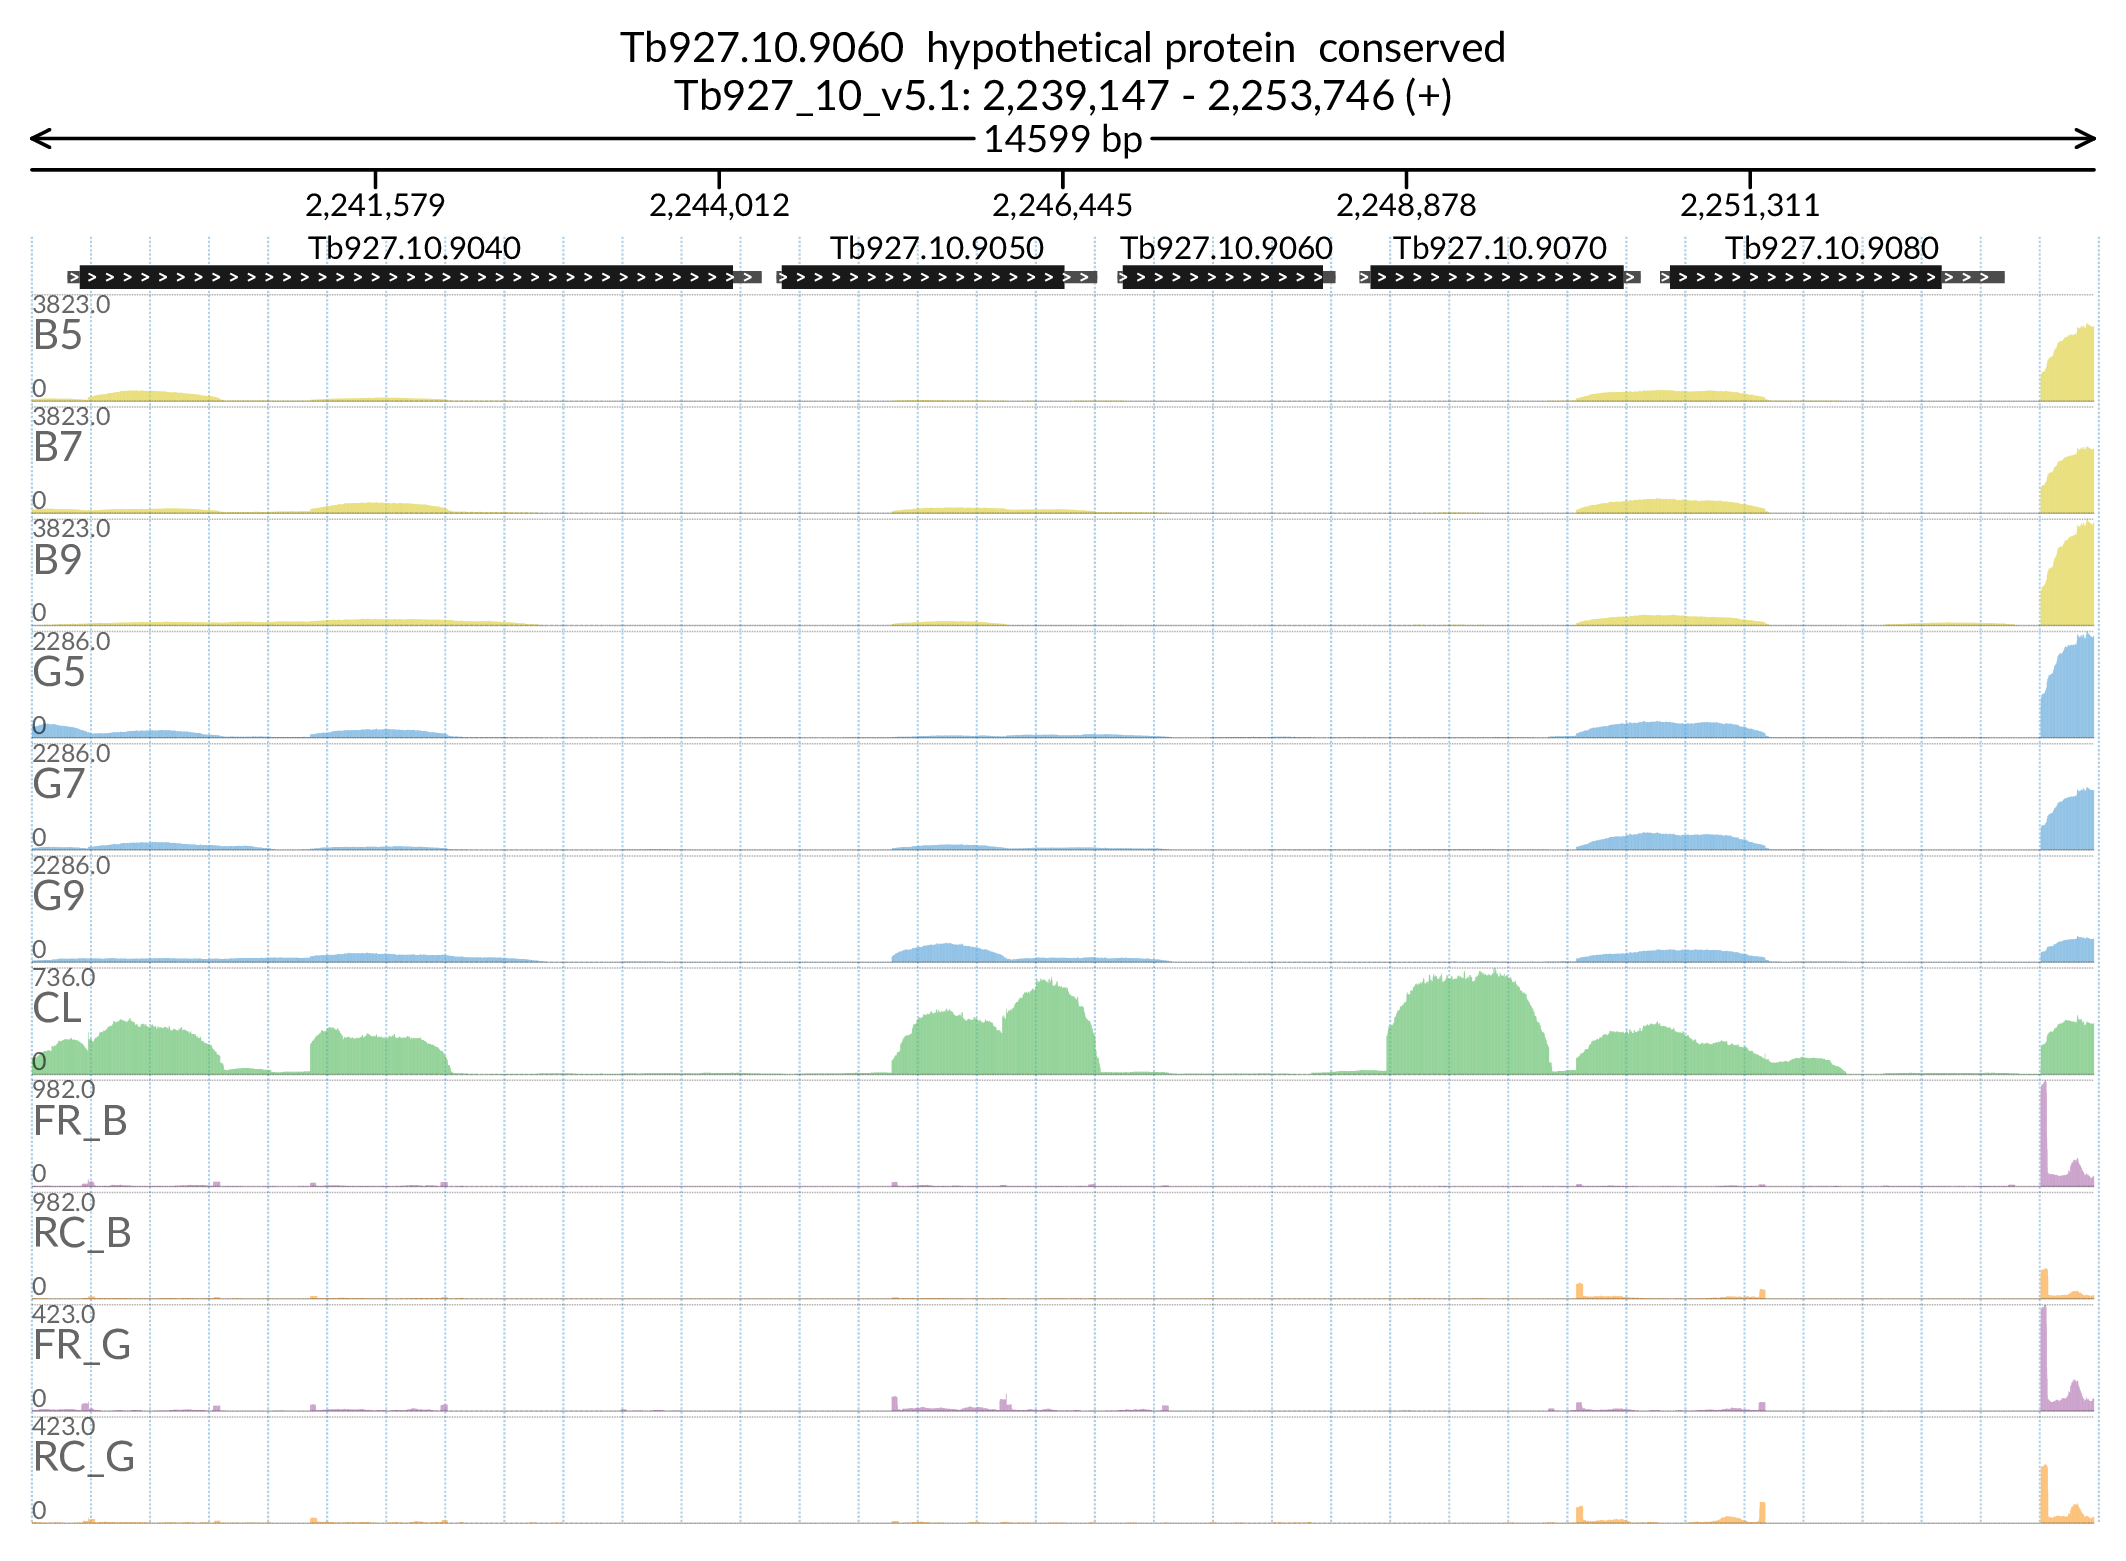 Tb927.10.9060 hypothetical protein conserved
Tb927_10_v5.1: 2,239,147 - 2,253,746 (+)
14599 bp
2,241,579 2,244,012 2,246,445 2,248,878 2,251,311
Tb927.10.9040 Tb927.10.9050 Tb927.10.9060 Tb927.10.9070 Tb927.10.9080
3823.0
B5
0
3823.0
B7
0
3823.0
B9
0
2286.0
G5
0
2286.0
G7
0
2286.0
G9
0
736.0
CL
0
982.0
FR_B
0
982.0
RC_B
0
423.0
FR_G
0
423.0
RC_G
0